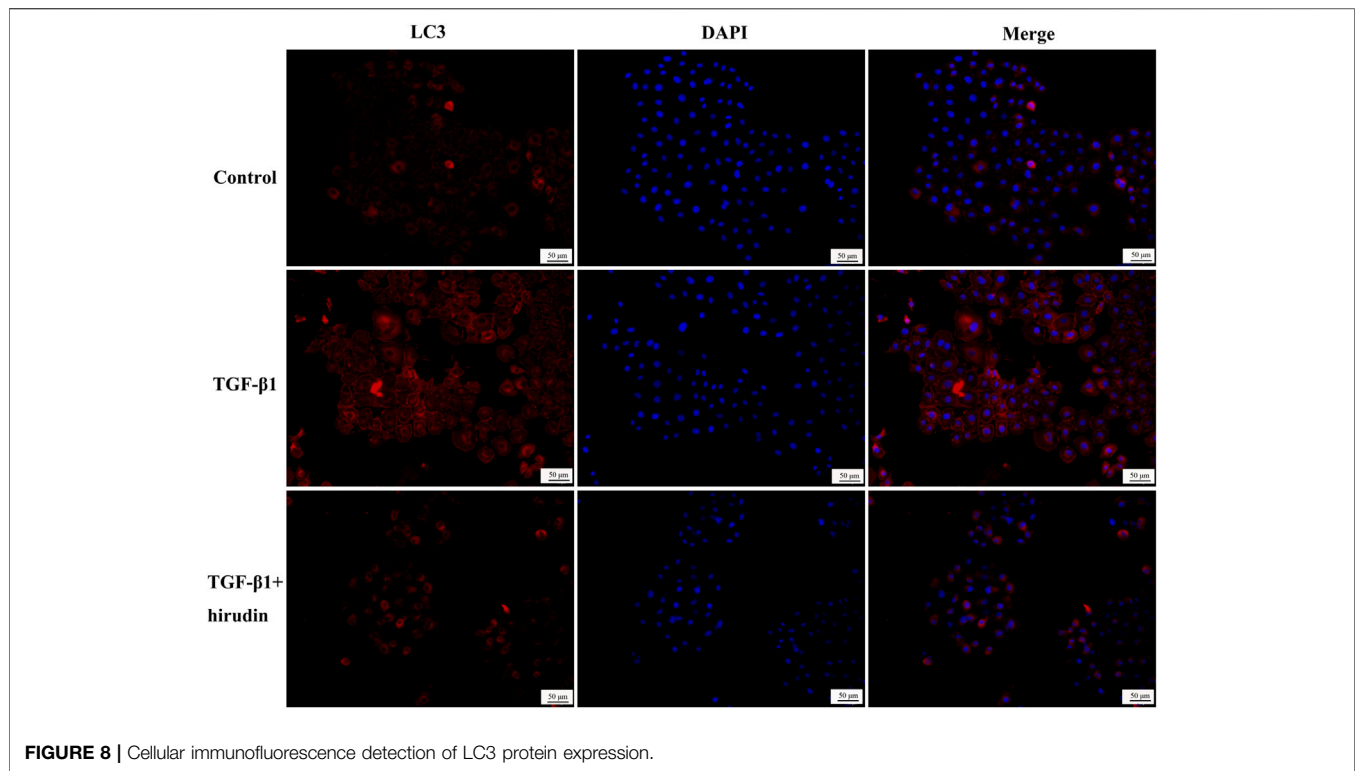 LC3 DAPI Merge
Control
50 μm 50 μm 50 μm
TGF-β1
50 μm 50 μm 50 μm
TGF-β1+
hirudin
50 μm 50 μm 50 μm
FIGURE 8 | Cellular immunofluorescence detection of LC3 protein expression.